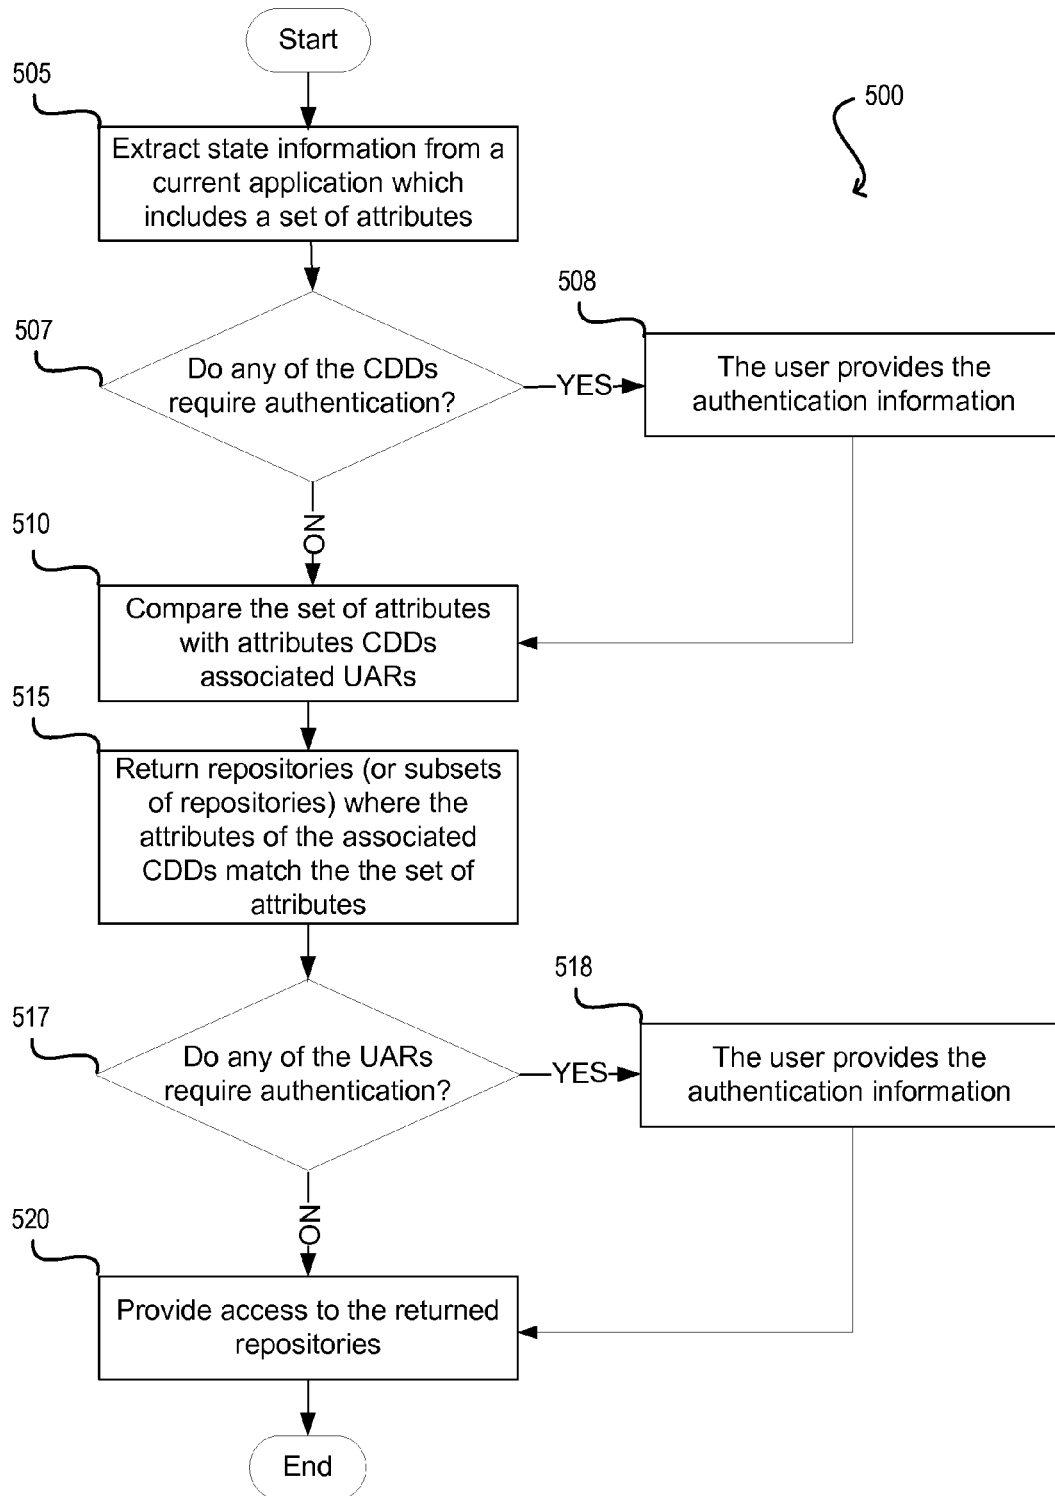 Start
505
500
Extract state information from a
current application which
includes a set of attributes
508
507
Do any of the CDDs
require authentication?
YES
The user provides the
authentication information
NO
510
Compare the set of attributes
with attributes CDDs
associated UARs
515
Return repositories (or subsets
of repositories) where the
attributes of the associated
CDDs match the the set of
attributes
518
517
Do any of the UARs
require authentication?
YES
The user provides the
authentication information
NO
520
Provide access to the returned
repositories
End